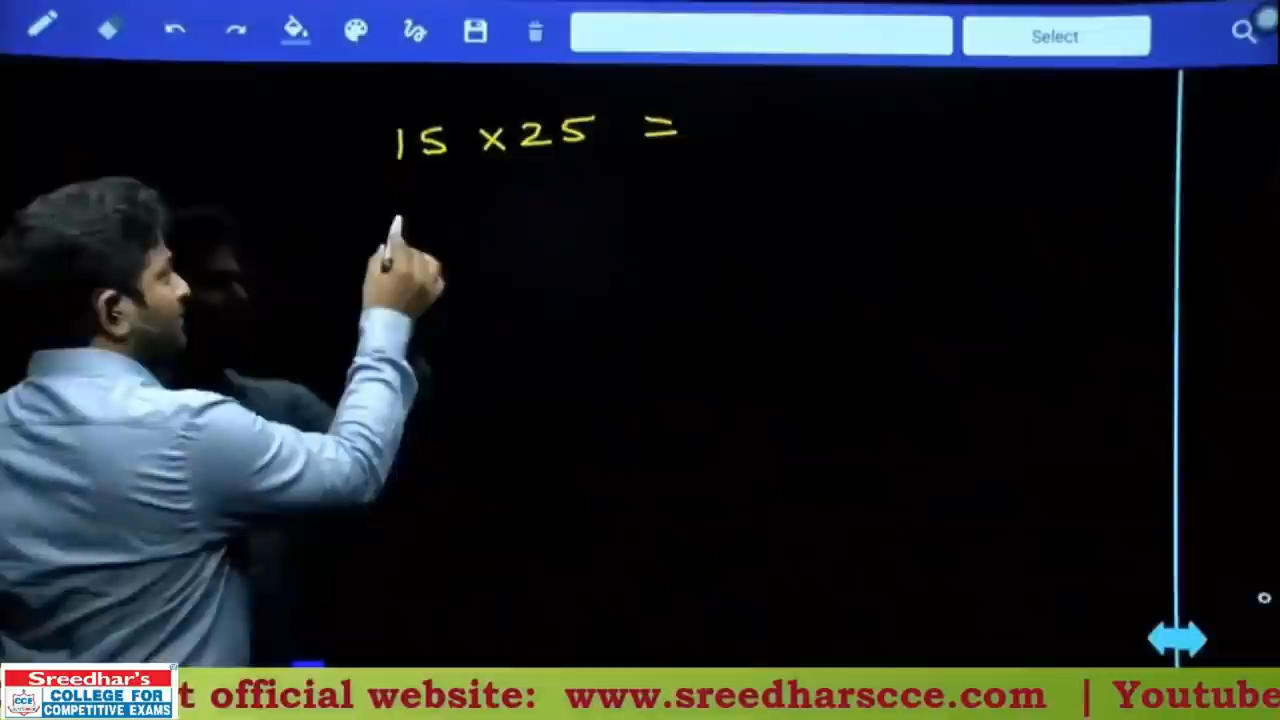 Select
15 × 25 =
Sreedhar's
CCE
COLLEGE FOR
COMPETITIVE EXAMS
t official website: www.sreedharscce.com | Youtube